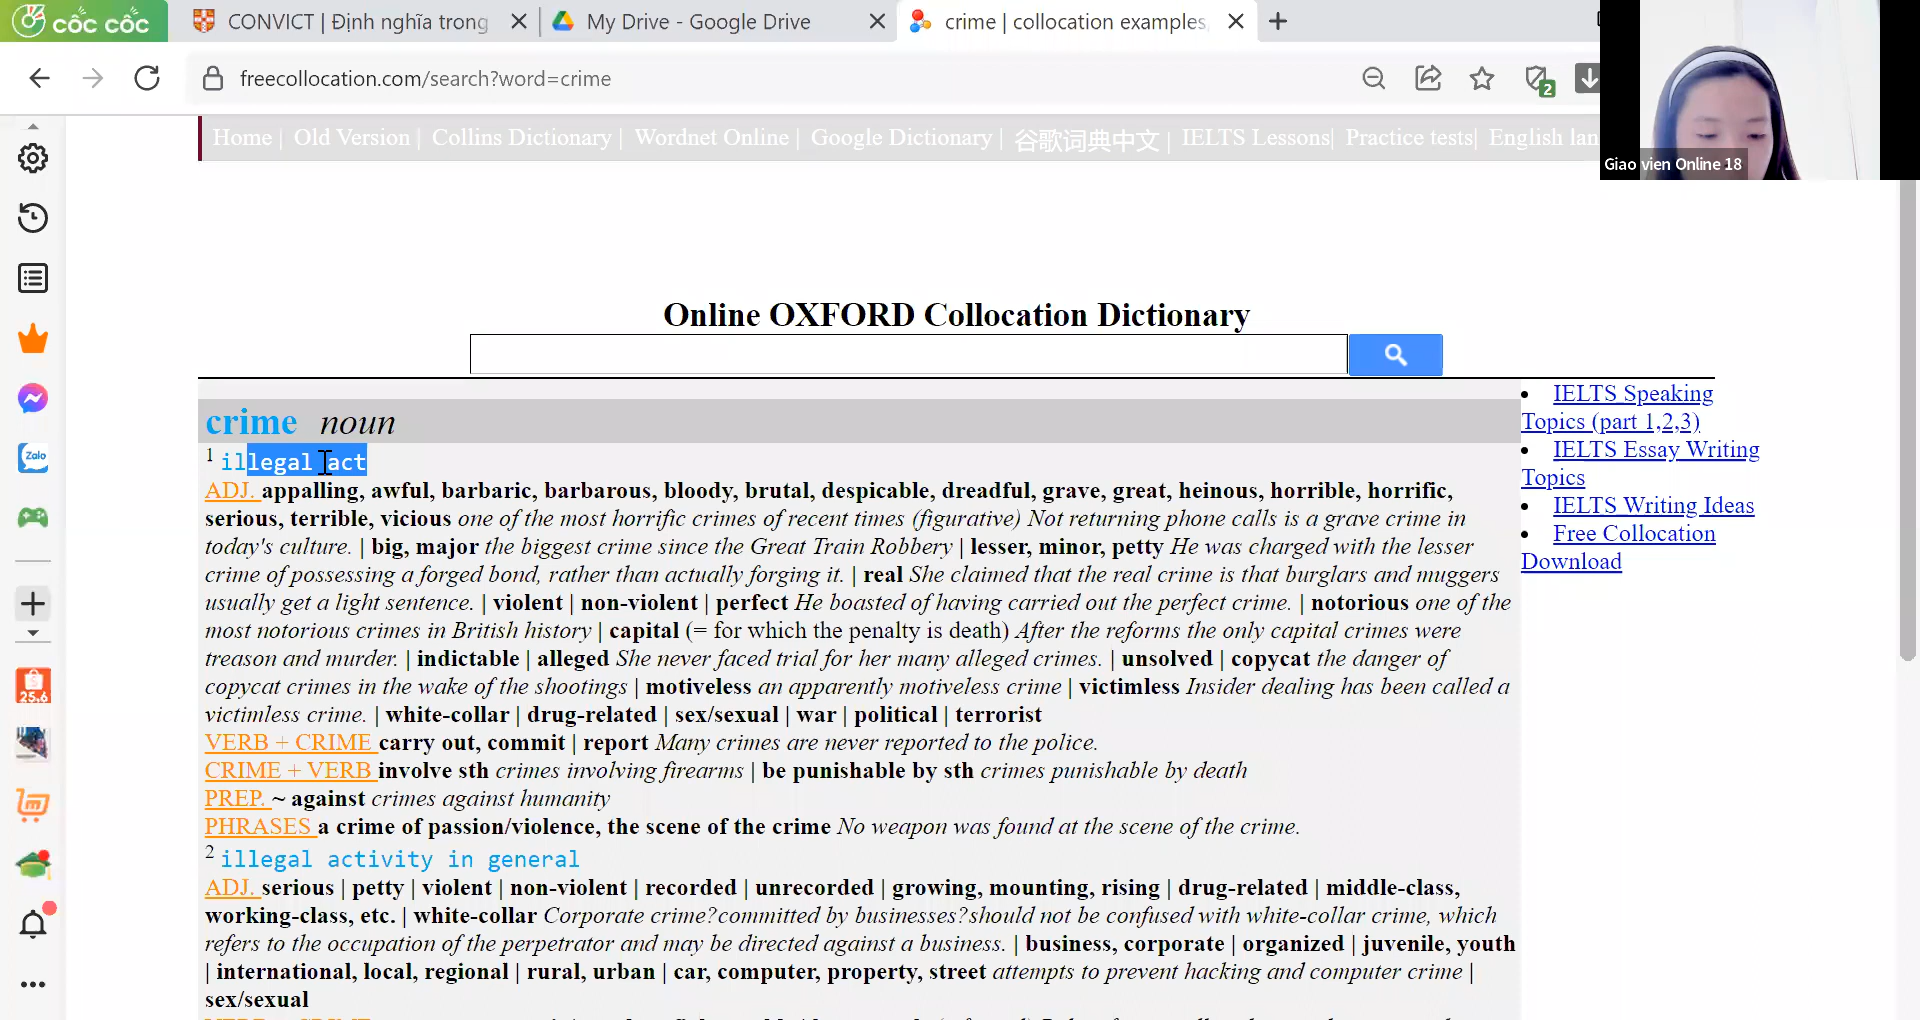 cốc cốc
CONVICT | Định nghĩa trong
My Drive - Google Drive
crime | collocation examples,
freecollocation.com/search?word=crime
2
Giao vien Online 18
Home | Old Version | Collins Dictionary | Wordnet Online | Google Dictionary | 谷歌词典中文 | IELTS Lessons| Practice tests| English lan
Online OXFORD Collocation Dictionary
crime noun
1 illegal act
ADJ. appalling, awful, barbaric, barbarous, bloody, brutal, despicable, dreadful, grave, great, heinous, horrible, horrific,
serious, terrible, vicious one of the most horrific crimes of recent times (figurative) Not returning phone calls is a grave crime in
today's culture. | big, major the biggest crime since the Great Train Robbery | lesser, minor, petty He was charged with the lesser
crime of possessing a forged bond, rather than actually forging it. | real She claimed that the real crime is that burglars and muggers
usually get a light sentence. | violent | non-violent | perfect He boasted of having carried out the perfect crime. | notorious one of the
most notorious crimes in British history | capital (= for which the penalty is death) After the reforms the only capital crimes were
treason and murder. | indictable | alleged She never faced trial for her many alleged crimes. | unsolved | copycat the danger of
copycat crimes in the wake of the shootings | motiveless an apparently motiveless crime | victimless Insider dealing has been called a
victimless crime. | white-collar | drug-related | sex/sexual | war | political | terrorist
VERB + CRIME carry out, commit | report Many crimes are never reported to the police.
CRIME + VERB involve sth crimes involving firearms | be punishable by sth crimes punishable by death
PREP. ~ against crimes against humanity
PHRASES a crime of passion/violence, the scene of the crime No weapon was found at the scene of the crime.
2 illegal activity in general
ADJ. serious | petty | violent | non-violent | recorded | unrecorded | growing, mounting, rising | drug-related | middle-class,
working-class, etc. | white-collar Corporate crime?committed by businesses?should not be confused with white-collar crime, which
refers to the occupation of the perpetrator and may be directed against a business. | business, corporate | organized | juvenile, youth
| international, local, regional | rural, urban | car, computer, property, street attempts to prevent hacking and computer crime |
sex/sexual
IELTS Speaking
Topics (part 1,2,3)
IELTS Essay Writing
Topics
IELTS Writing Ideas
Free Collocation
Download
Zalo
25.6